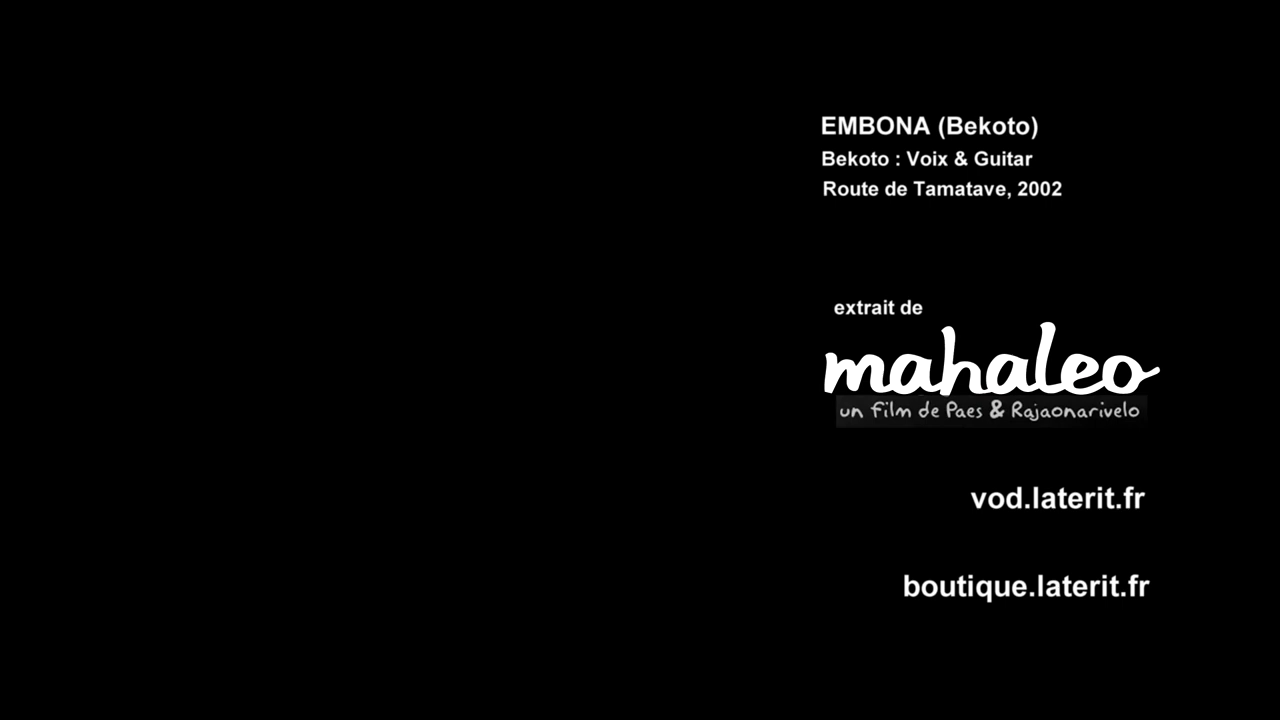 EMBONA (Bekoto)
Bekoto : Voix & Guitar
Route de Tamatave, 2002
extrait de
mahaleo
un film de Paes & Rajaonarivelo
vod.laterit.fr
boutique.laterit.fr